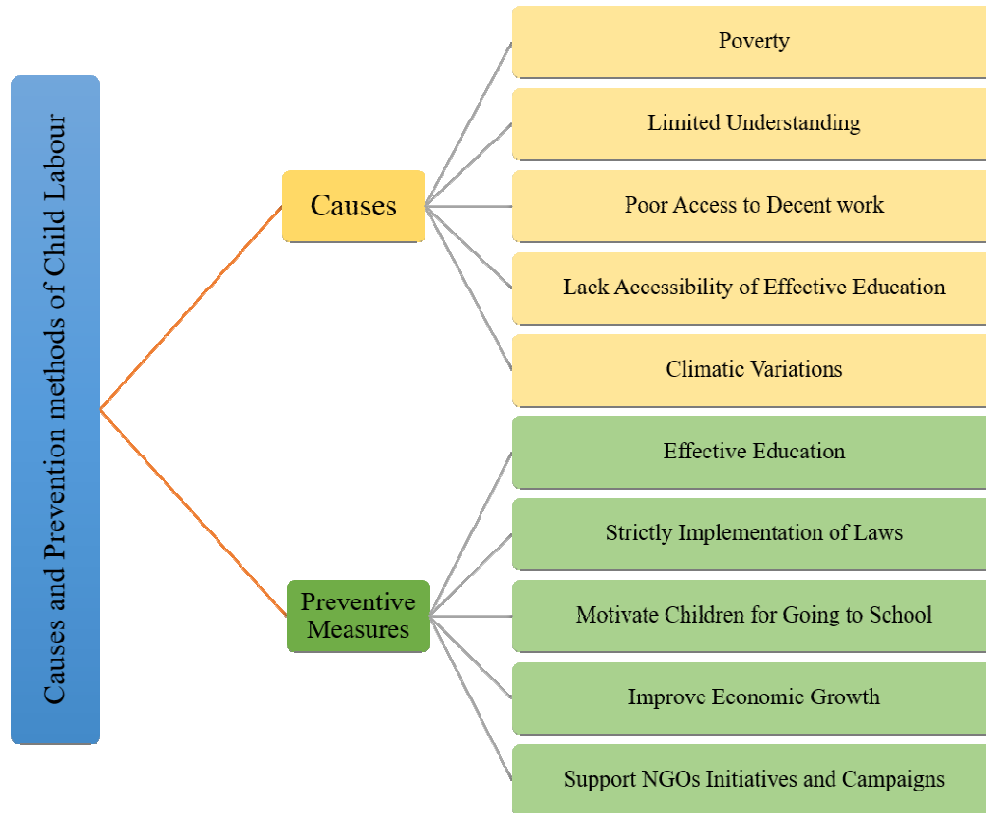 Causes and Prevention methods of Child Labour
Causes
Poverty
Limited Understanding
Poor Access to Decent work
Lack Accessibility of Effective Education
Climatic Variations
Preventive
Measures
Effective Education
Strictly Implementation of Laws
Motivate Children for Going to School
Improve Economic Growth
Support NGOs Initiatives and Campaigns